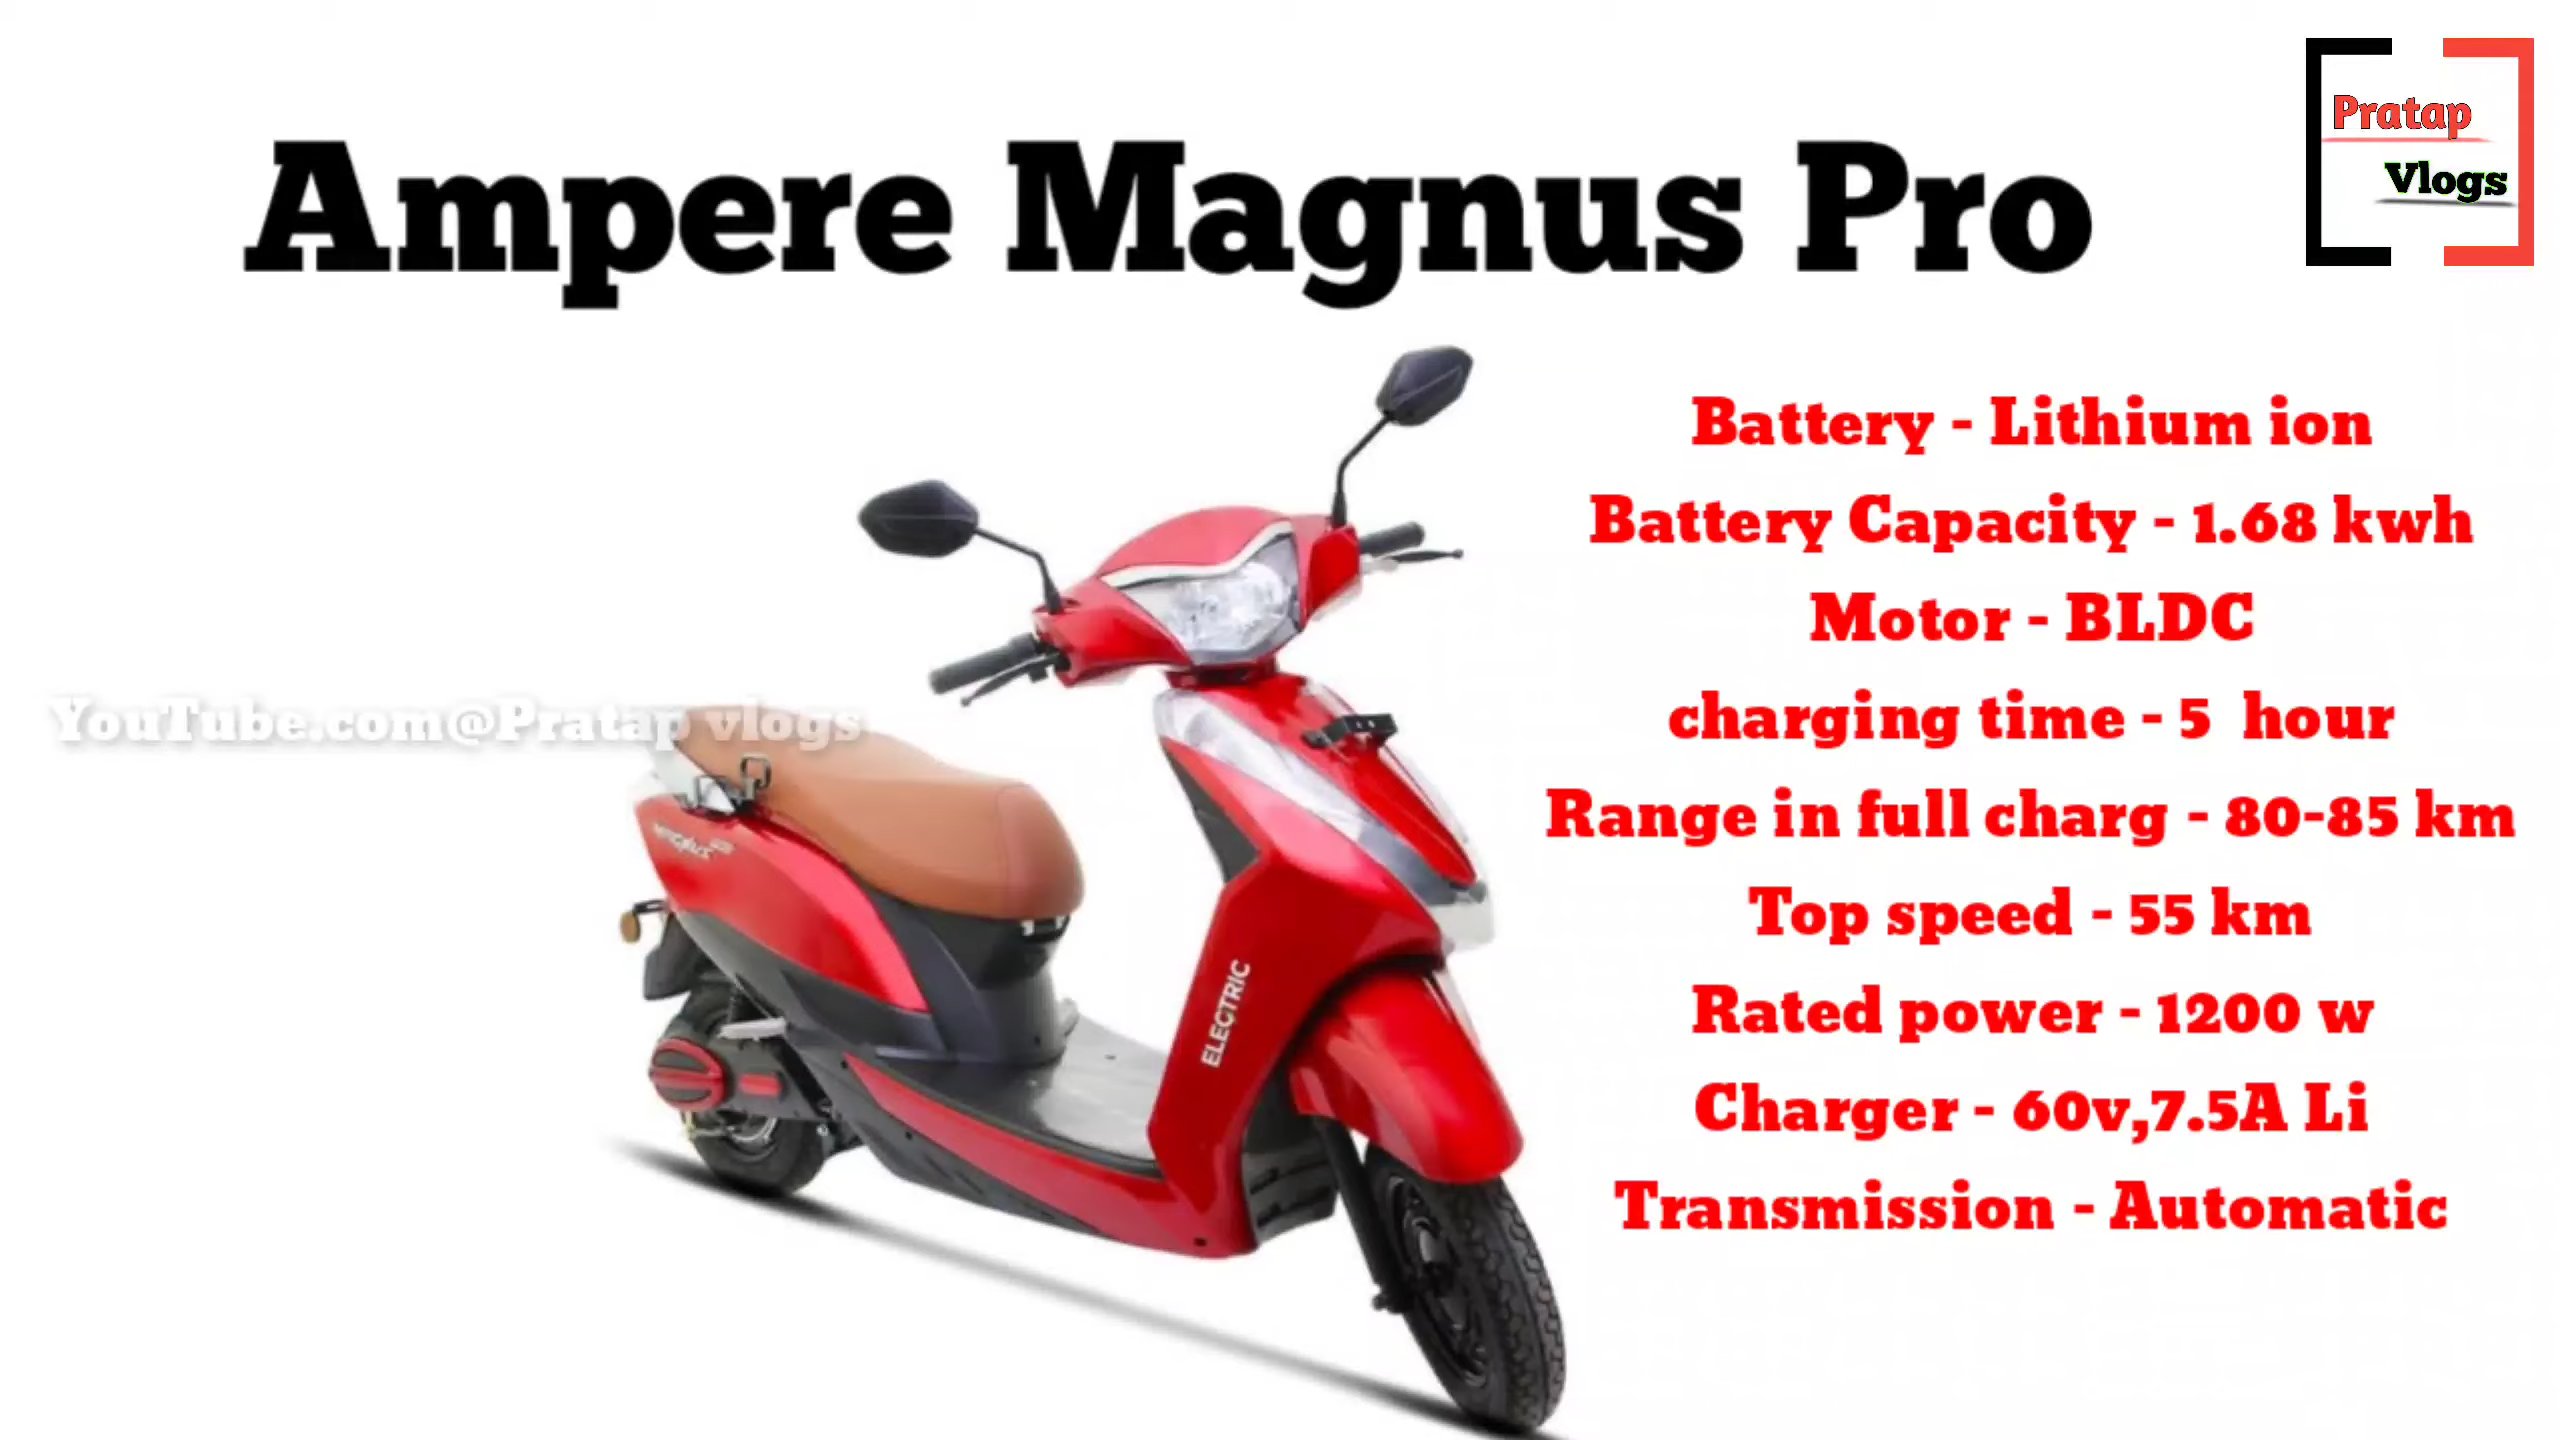 Pratap
Vlogs
Ampere Magnus Pro
Battery - Lithium ion
Battery Capacity - 1.68 kwh
Motor - BLDC
charging time - 5 hour
YouTube.com@Pratap vlogs
Range in full charg - 80-85 km
Top speed - 55 km
ELECTRIC
Rated power - 1200 w
Charger - 60v,7.5A Li
Transmission - Automatic